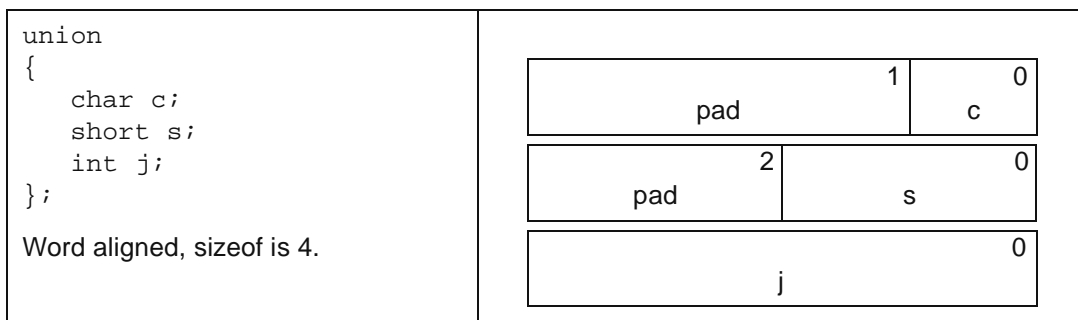 union
{
char c;
short s;
int j;
};
Word aligned, sizeof is 4.
1 0
pad c
2 0
pad s
0
j